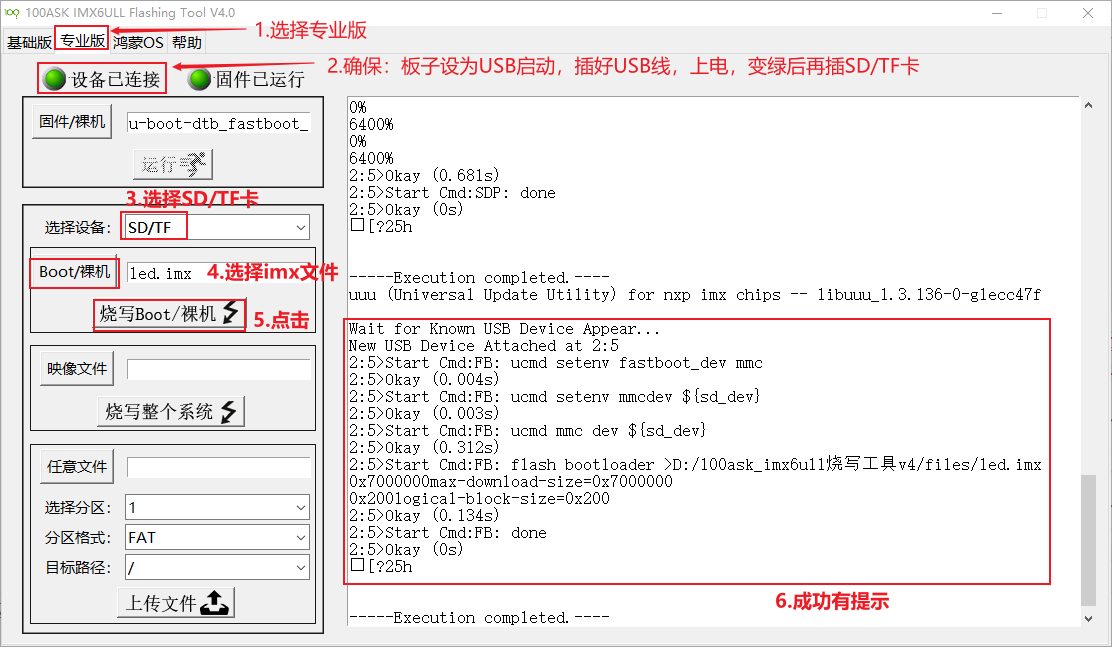 100ASK IMX6ULL Flashing Tool V4.0
基础版 专业版 鸿蒙OS 帮助
1.选择专业版
2.确保：板子设为USB启动，插好USB线，上电，变绿后再插SD/TF卡
设备已连接 固件已运行
固件/裸机 u-boot-dtb_fastboot_
运行
3.选择SD/TF卡
选择设备： SD/TF
Boot/裸机 led.imx 4.选择imx文件
烧写Boot/裸机 5.点击
映像文件
烧写整个系统
任意文件
选择分区： 1
分区格式： FAT
目标路径： /
上传文件
0%
6400%
0%
6400%
2:5>Okay (0.681s)
2:5>Start Cmd:SDP: done
2:5>Okay (0s)
□[?25h
-----Execution completed.----
uuu (Universal Update Utility) for nxp imx chips -- libuuu_1.3.136-0-g1ecc47f
Wait for Known USB Device Appear...
New USB Device Attached at 2:5
2:5>Start Cmd:FB: ucmd setenv fastboot_dev mmc
2:5>Okay (0.004s)
2:5>Start Cmd:FB: ucmd setenv mmcdev ${sd_dev}
2:5>Okay (0.003s)
2:5>Start Cmd:FB: ucmd mmc dev ${sd_dev}
2:5>Okay (0.312s)
2:5>Start Cmd:FB: flash bootloader >D:/100ask_imx6ull烧写工具v4/files/led.imx
0x7000000max-download-size=0x7000000
0x200logical-block-size=0x200
2:5>Okay (0.134s)
2:5>Start Cmd:FB: done
2:5>Okay (0s)
□[?25h
6.成功有提示
-----Execution completed.----